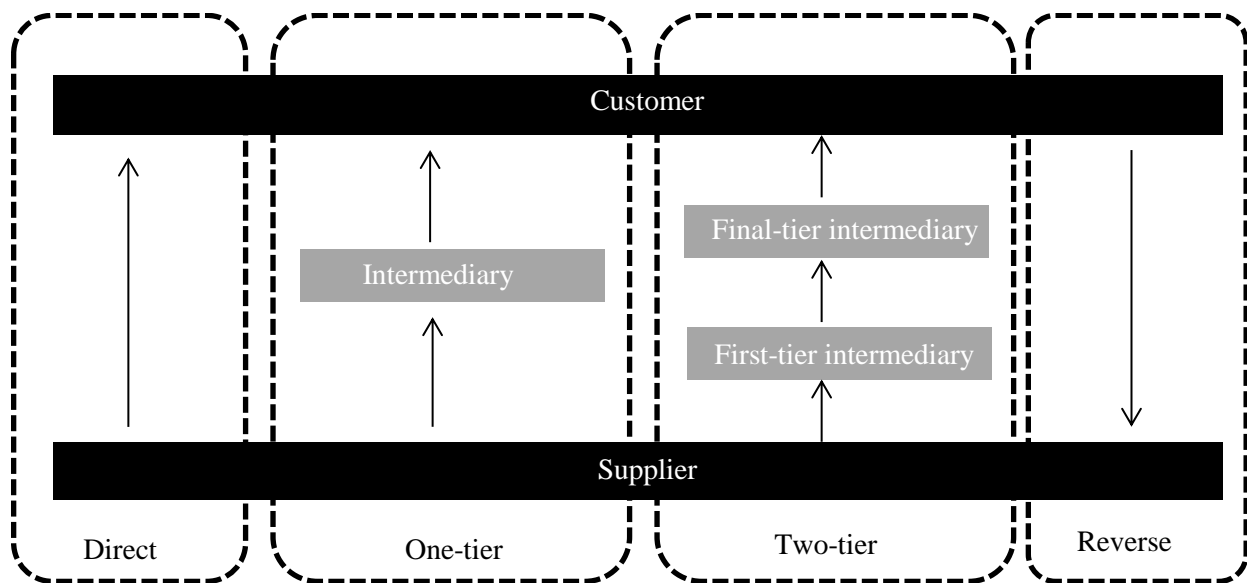 Customer
Final-tier intermediary
Intermediary
First-tier intermediary
Supplier
Direct
One-tier
Two-tier
Reverse